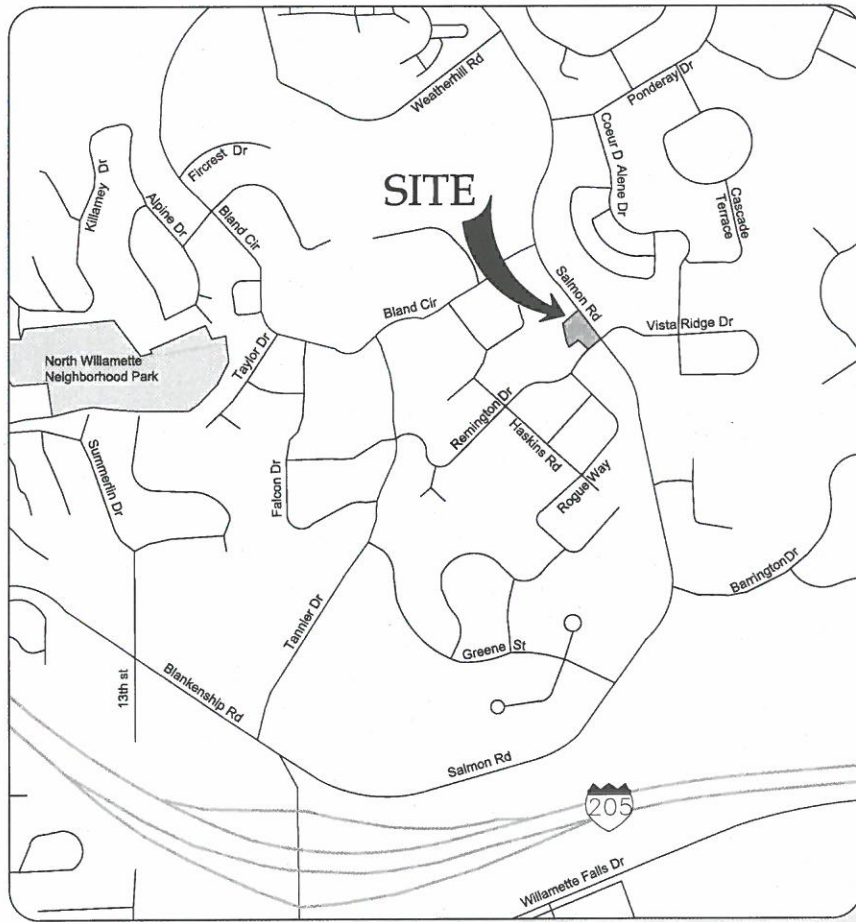 Weatherhill Rd
Ponderay Dr
Coeur D Alene Dr
Fircrest Dr
Killarney Dr
Alpine Dr
Bland Cir
SITE
Cascade
Terrace
Salmon Rd
Bland Cir
Vista Ridge Dr
North Willamette
Neighborhood Park
Taylor Dr
Remington Dr
Haskins Rd
Summerlin Dr
Falcon Dr
Rogue Way
Barrington Dr
Tannler Dr
Greene St
13th st
Blankenship Rd
Salmon Rd
205
Willamette Falls Dr